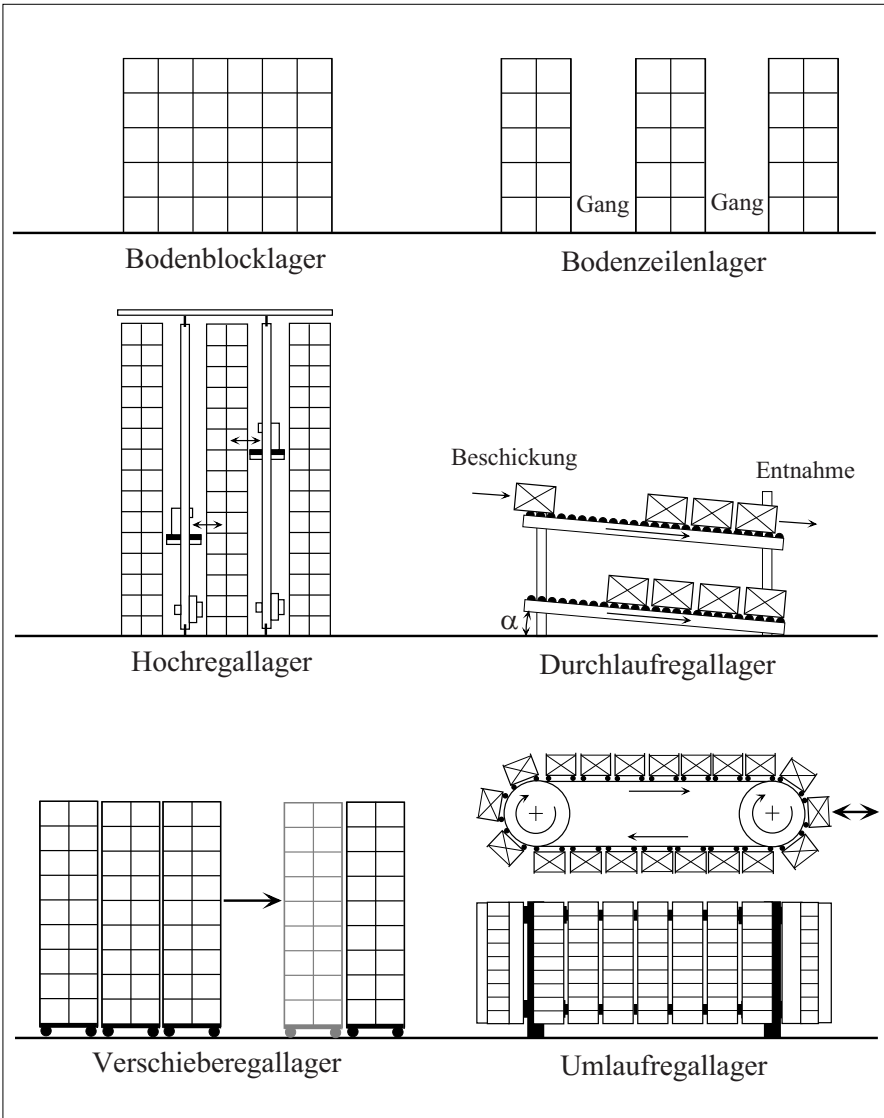 Gang
Gang
Bodenblocklager
Bodenzeilenlager
Beschickung
Entnahme
α
Hochregallager
Durchlaufregallager
Verschieberegallager
Umlaufregallager